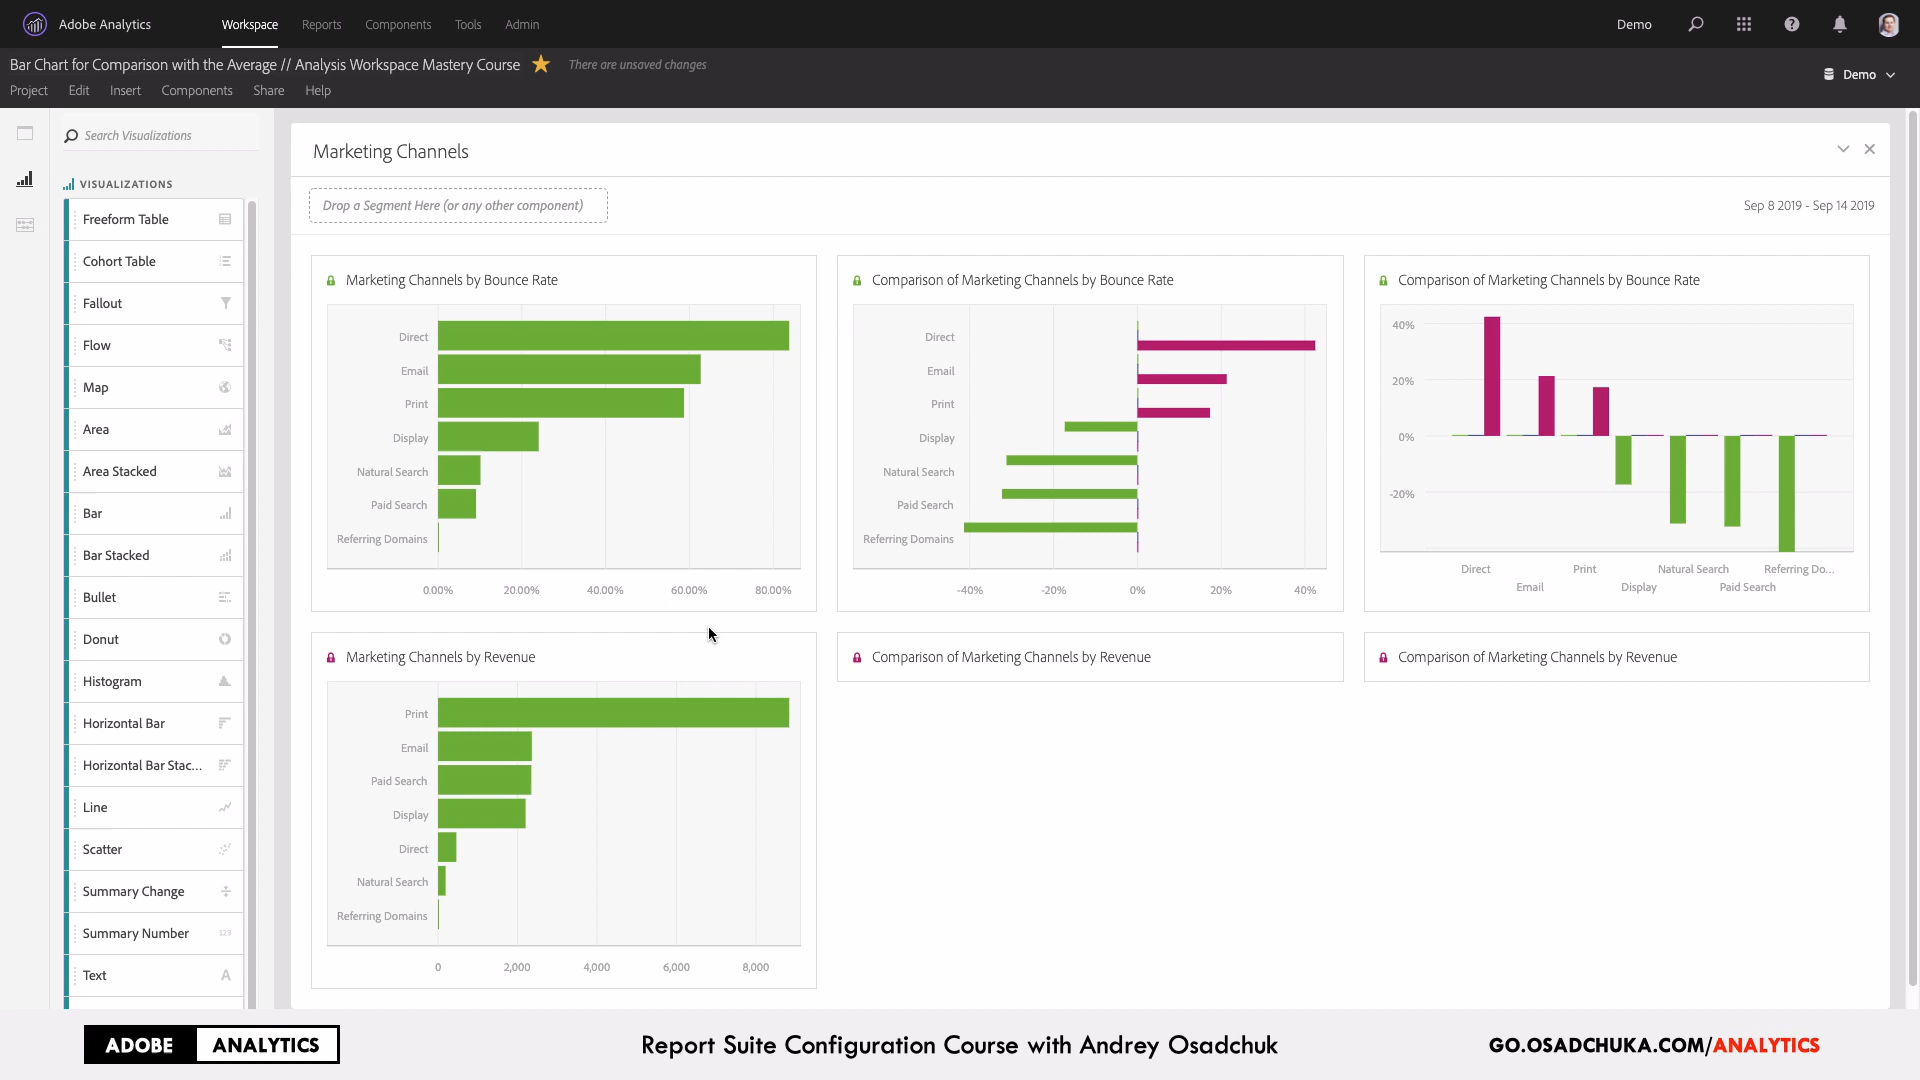 Adobe Analytics
Workspace
Reports
Components
Tools
Admin
Demo
Bar Chart for Comparison with the Average // Analysis Workspace Mastery Course
There are unsaved changes
Demo
Project
Edit
Insert
Components
Share
Help
Search Visualizations
VISUALIZATIONS
Freeform Table
Cohort Table
Fallout
Flow
Map
Area
Area Stacked
Bar
Bar Stacked
Bullet
Donut
Histogram
Horizontal Bar
Horizontal Bar Stac...
Line
Scatter
Summary Change
Summary Number
123
Text
A
Marketing Channels
Drop a Segment Here (or any other component)
Sep 8 2019 - Sep 14 2019
Marketing Channels by Bounce Rate
Direct
Email
Print
Display
Natural Search
Paid Search
Referring Domains
0.00%
20.00%
40.00%
60.00%
80.00%
Comparison of Marketing Channels by Bounce Rate
Direct
Email
Print
Display
Natural Search
Paid Search
Referring Domains
-40%
-20%
0%
20%
40%
Comparison of Marketing Channels by Bounce Rate
40%
20%
0%
-20%
Direct
Email
Print
Display
Natural Search
Paid Search
Referring Do...
Marketing Channels by Revenue
Print
Email
Paid Search
Display
Direct
Natural Search
Referring Domains
0
2,000
4,000
6,000
8,000
Comparison of Marketing Channels by Revenue
Comparison of Marketing Channels by Revenue
ADOBE ANALYTICS
Report Suite Configuration Course with Andrey Osadchuk
GO.OSADCHUKA.COM/ANALYTICS